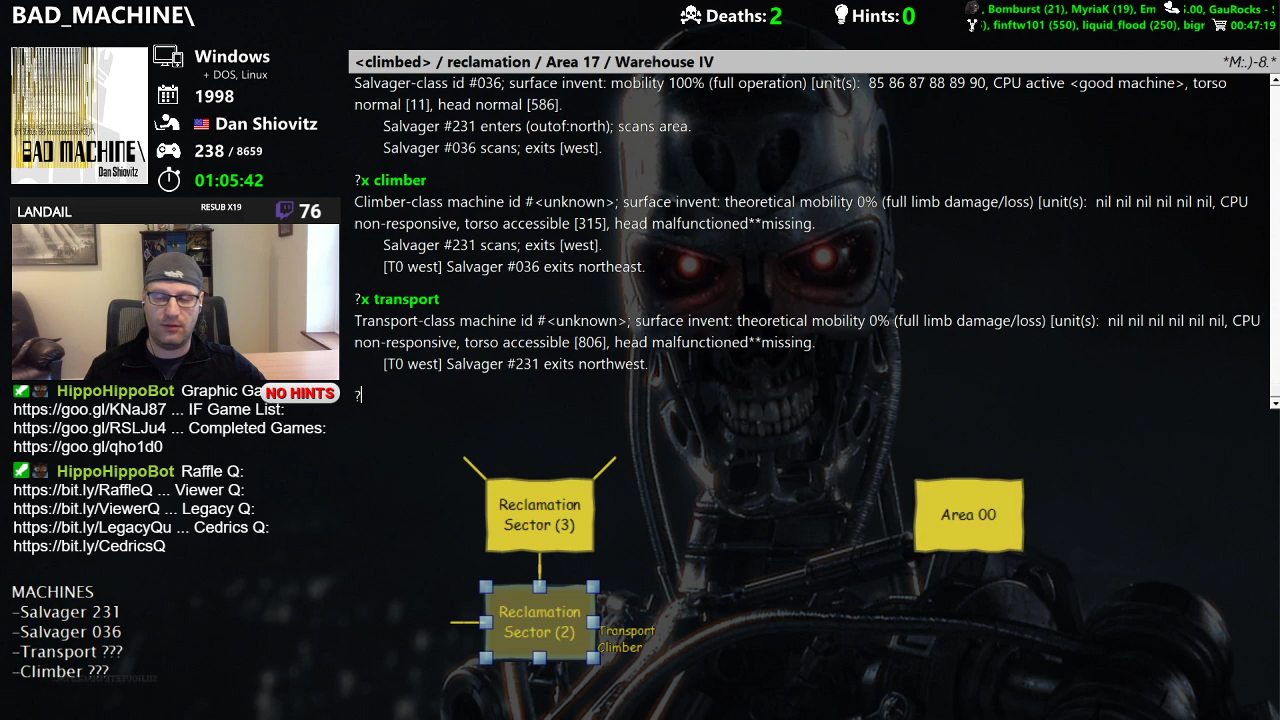 BAD_MACHINE\
Deaths: 2
Hints: 0
, Bomburst (21), MyriaK (19), Em
5.00, GauRocks -
), finftw101 (550), liquid_flood (250), bigr
00:47:19
Windows
+ DOS, Linux
1998
Dan Shiovitz
238 / 8659
01:05:42
BAD MACHINE\
Dan Shiovitz
LANDAIL
RESUB X19
76
<climbed> / reclamation / Area 17 / Warehouse IV
*M:.)-8.*
Salvager-class id #036; surface invent: mobility 100% (full operation) [unit(s):  85 86 87 88 89 90, CPU active <good machine>, torso
normal [11], head normal [586].
Salvager #231 enters (outof:north); scans area.
Salvager #036 scans; exits [west].
?x climber
Climber-class machine id #<unknown>; surface invent: theoretical mobility 0% (full limb damage/loss) [unit(s):  nil nil nil nil nil nil, CPU
non-responsive, torso accessible [315], head malfunctioned**missing.
Salvager #231 scans; exits [west].
[T0 west] Salvager #036 exits northeast.
?x transport
Transport-class machine id #<unknown>; surface invent: theoretical mobility 0% (full limb damage/loss) [unit(s):  nil nil nil nil nil nil, CPU
non-responsive, torso accessible [806], head malfunctioned**missing.
[T0 west] Salvager #231 exits northwest.
?
HippoHippoBot Graphic Ga
NO HINTS
https://goo.gl/KNaJ87 ... IF Game List:
https://goo.gl/RSLJu4 ... Completed Games:
https://goo.gl/qho1d0
HippoHippoBot Raffle Q:
https://bit.ly/RaffleQ ... Viewer Q:
https://bit.ly/ViewerQ ... Legacy Q:
https://bit.ly/LegacyQu ... Cedrics Q:
https://bit.ly/CedricsQ
MACHINES
-Salvager 231
-Salvager 036
-Transport ???
-Climber ???
Reclamation
Sector (3)
Area 00
Reclamation
Sector (2)
Transport
Climber